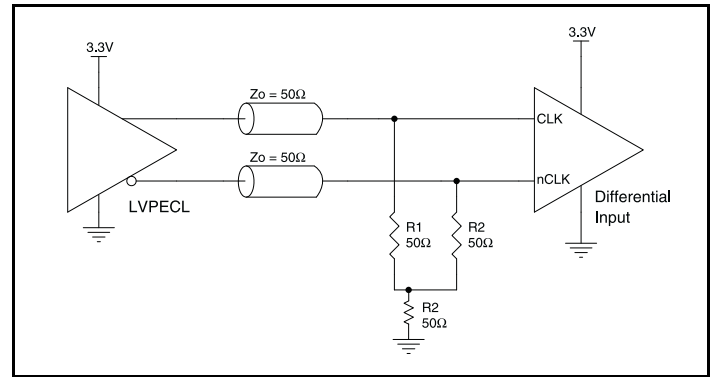 3.3V
3.3V
Zo = 50Ω
CLK
Zo = 50Ω
nCLK
LVPECL
Differential
Input
R1
50Ω
R2
50Ω
R2
50Ω